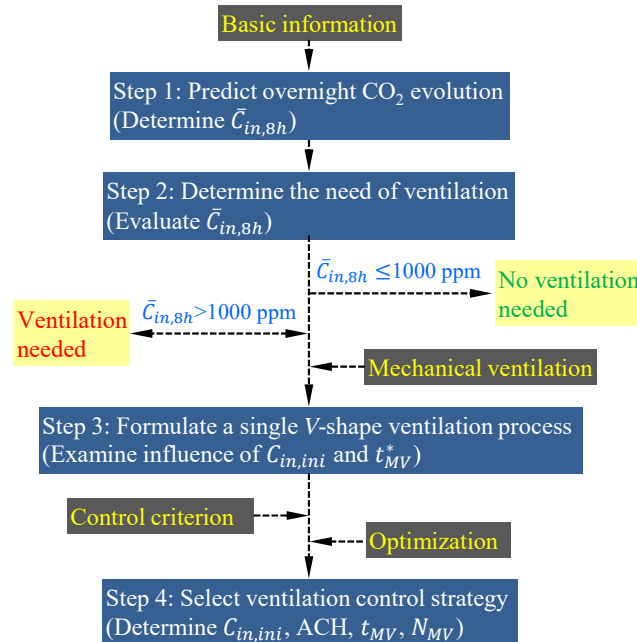 Basic information
Step 1: Predict overnight CO₂ evolution
(Determine C̄in,8h)
Step 2: Determine the need of ventilation
(Evaluate C̄in,8h)
C̄in,8h ≤1000 ppm
No ventilation
needed
C̄in,8h>1000 ppm
Ventilation
needed
Mechanical ventilation
Step 3: Formulate a single V-shape ventilation process
(Examine influence of Cin,ini and t*MV)
Control criterion
Optimization
Step 4: Select ventilation control strategy
(Determine Cin,ini, ACH, tMV, NMV)